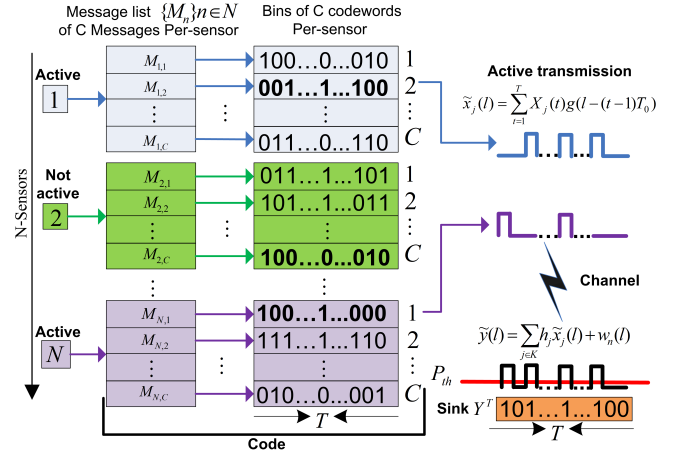 Message list {M_n}n∈N
of C Messages Per-sensor
Bins of C codewords
Per-sensor
N-Sensors
Active
1
M_{1,1}
M_{1,2}
⋮
M_{1,C}
⋮
100…0...010
001…1...100
⋮
011...0...110
1
2
⋮
C
Not
active
2
M_{2,1}
M_{2,2}
⋮
M_{2,C}
⋮
011…1...101
101...1...011
⋮
100…0...010
1
2
⋮
C
⋮
⋮
Active
N
M_{N,1}
M_{N,2}
⋮
M_{N,C}
⋮
100…1...000
111...1...110
⋮
010...0...001
1
2
⋮
C
T
Code
Active transmission
x̃_j(l) = ∑_{t=1}^{T} X_j(t)g(l−(t−1)T_0)
Channel
ỹ(l) = ∑_{j∈K} h_j x̃_j(l) + w_n(l)
P_{th}
Sink Y^T
101...1...100
T